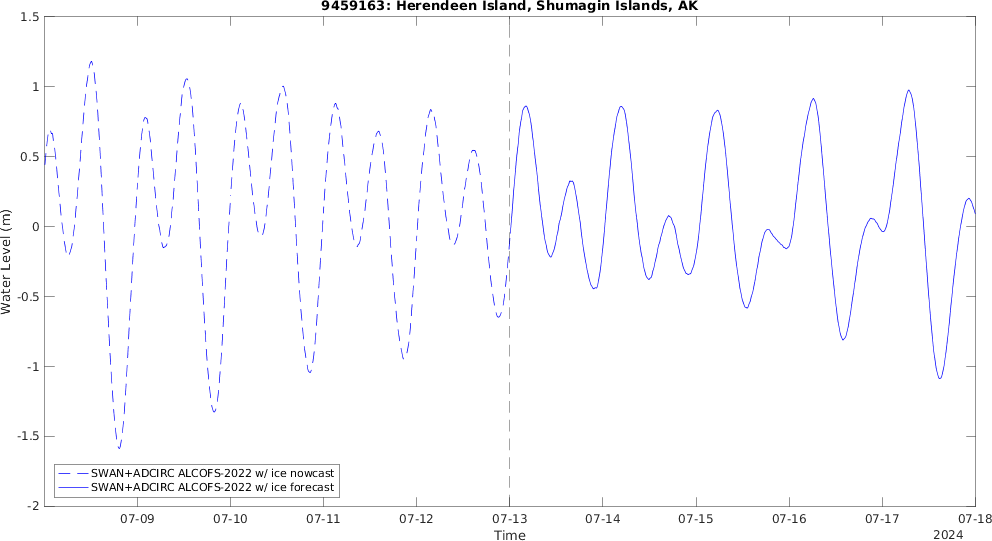 9459163: Herendeen Island, Shumagin Islands, AK
1.5
1
0.5
0
-0.5
-1
-1.5
-2
Water Level (m)
SWAN+ADCIRC ALCOFS-2022 w/ ice nowcast
SWAN+ADCIRC ALCOFS-2022 w/ ice forecast
07-09 07-10 07-11 07-12 07-13 07-14 07-15 07-16 07-17 07-18
Time
2024